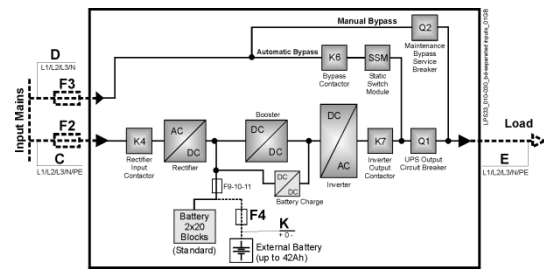 Manual Bypass
Q2
Maintenance
Bypass
Service
Breaker
D
L1/L2/L3/N
Automatic Bypass
K6
SSM
Bypass
Contactor
Static
Switch
Module
F3
Input Mains
F2
Booster
Load
K4
AC
DC
DC
DC
DC
AC
K7
Q1
C
L1/L2/L3/N/PE
Rectifier
Input
Contactor
Rectifier
Inverter
Inverter
Output
Contactor
UPS Output
Circuit Breaker
E
L1/L2/L3/N/PE
F9-10-11
DC
DC
Battery Charge
Battery
2x20
Blocks
(Standard)
F4
K
+ 0 -
External Battery
(up to 42Ah)